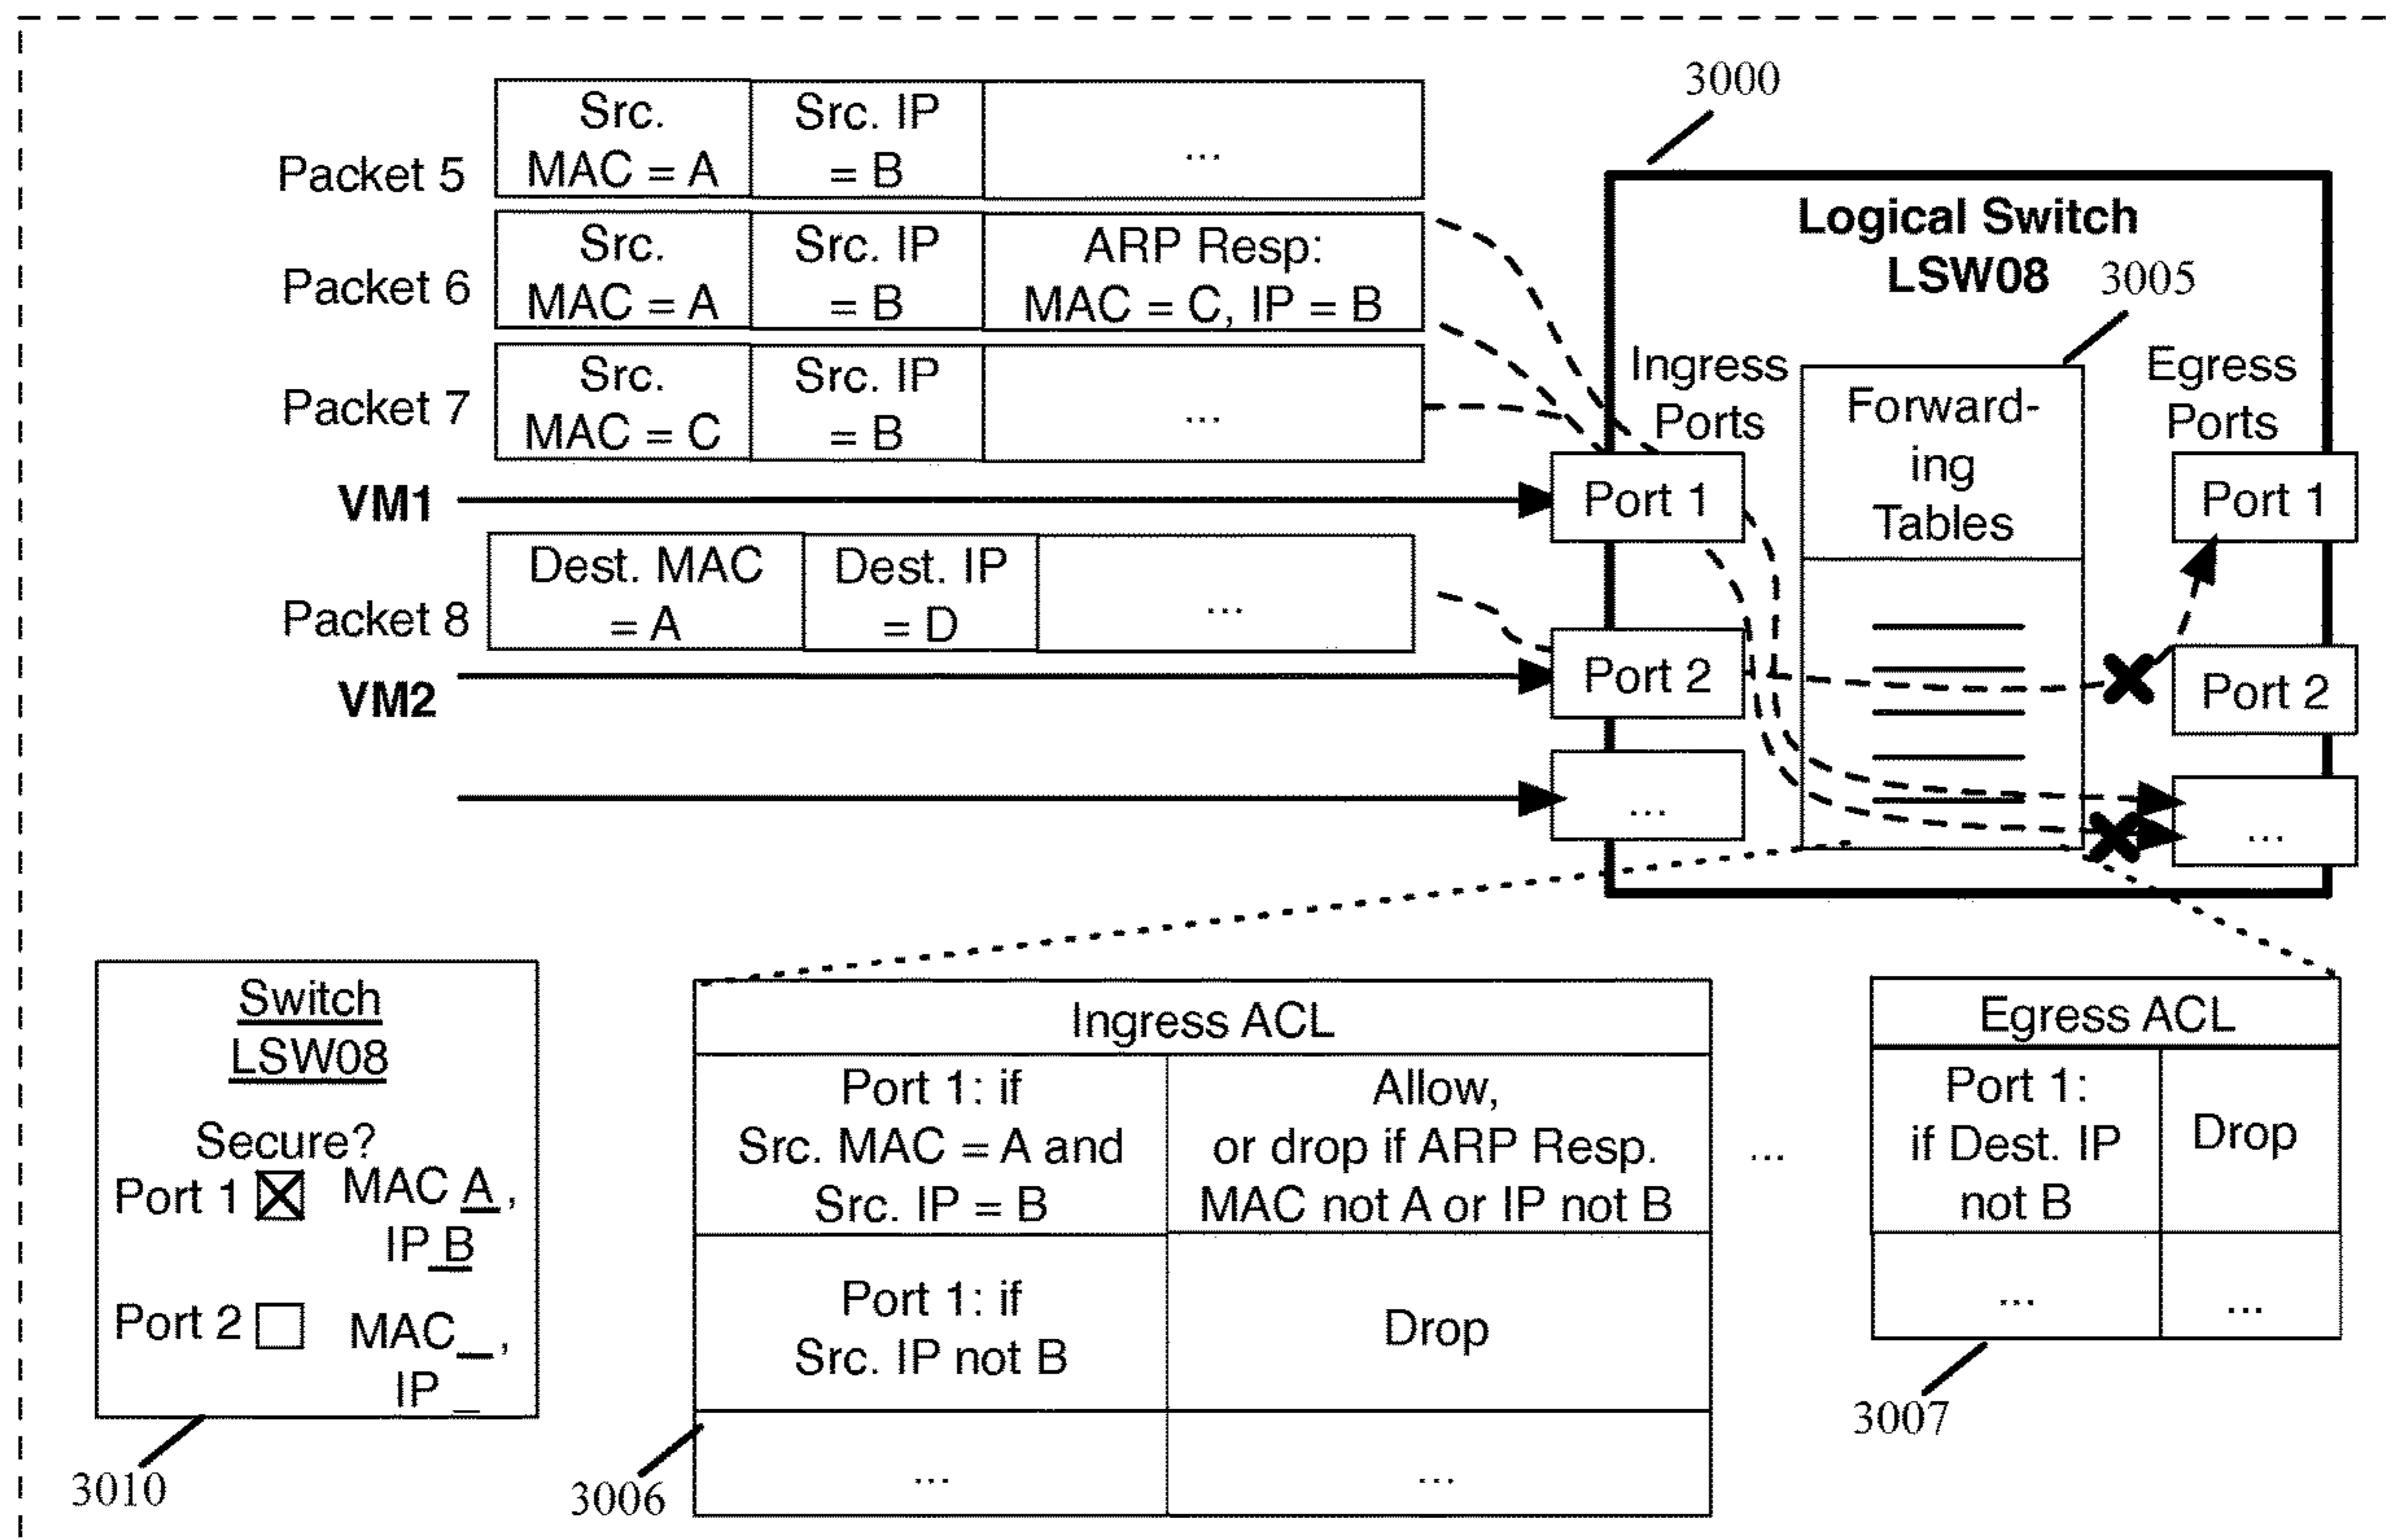 3000
Src.
MAC = A
Src. IP
= B
...
Packet 5
Src.
MAC = A
Src. IP
= B
ARP Resp:
MAC = C, IP = B
Packet 6
Src.
MAC = C
Src. IP
= B
...
Packet 7
VM1
Dest. MAC
= A
Dest. IP
= D
...
Packet 8
VM2
Logical Switch
LSW08
3005
Ingress
Ports
Forward-
ing
Tables
Egress
Ports
Port 1
Port 1
Port 2
Port 2
...
...
Switch
LSW08
Secure?
Port 1
MAC A,
IP B
Port 2
MAC_,
IP _
3010
Ingress ACL
Port 1: if
Src. MAC = A and
Src. IP = B
Allow,
or drop if ARP Resp.
MAC not A or IP not B
Port 1: if
Src. IP not B
Drop
...
...
3006
...
Egress ACL
Port 1:
if Dest. IP
not B
Drop
...
...
3007